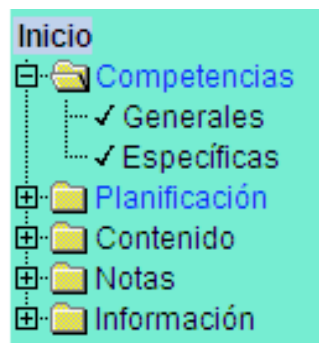 Inicio
Competencias
Generales
Específicas
Planificación
Contenido
Notas
Información